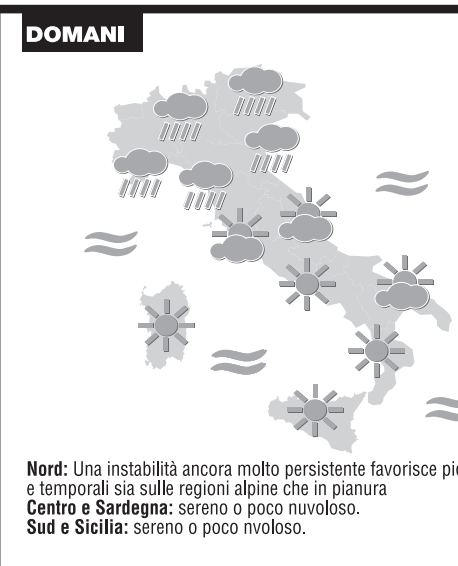 DOMANI
Nord: Una instabilità ancora molto persistente favorisce
e temporali sia sulle regioni alpine che in pianura
Centro e Sardegna: sereno o poco nuvoloso.
Sud e Sicilia: sereno o poco nvoloso.